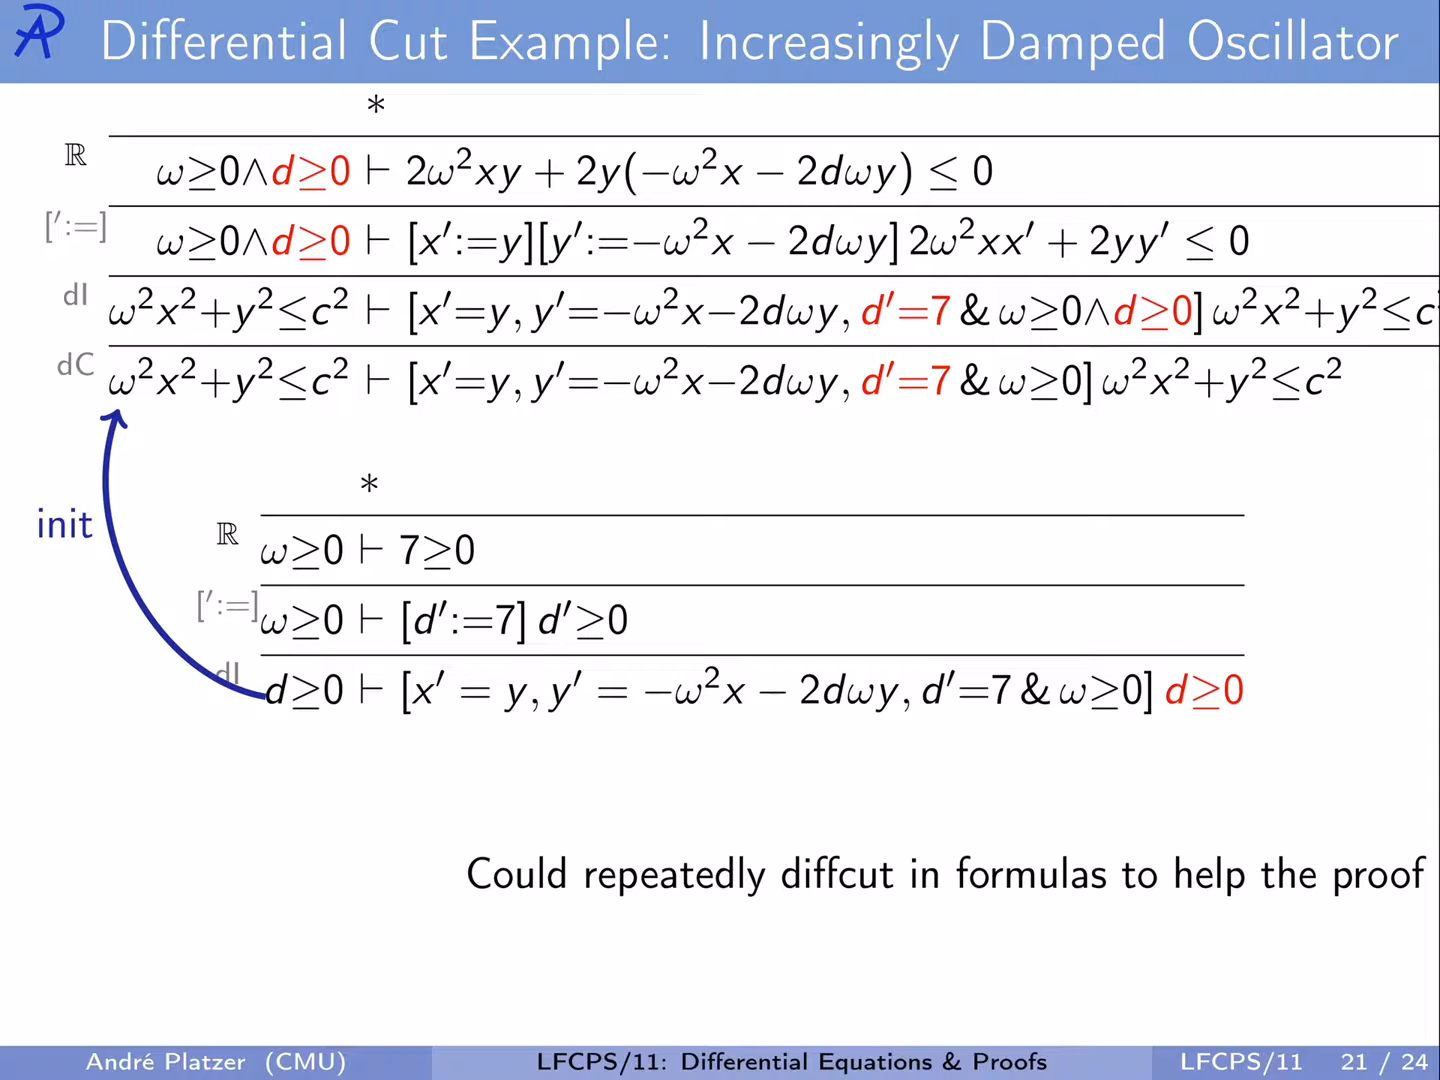 Differential Cut Example: Increasingly Damped Oscillator
*
ℝ ω≥0∧d≥0 ⊢ 2ω²xy + 2y(−ω²x − 2dωy) ≤ 0
[′:=] ω≥0∧d≥0 ⊢ [x′:=y][y′:=−ω²x − 2dωy] 2ω²xx′ + 2yy′ ≤ 0
dI ω²x²+y²≤c² ⊢ [x′=y, y′=−ω²x−2dωy, d′=7 & ω≥0∧d≥0] ω²x²+y²≤c²
dC ω²x²+y²≤c² ⊢ [x′=y, y′=−ω²x−2dωy, d′=7 & ω≥0] ω²x²+y²≤c²
*
init
ℝ ω≥0 ⊢ 7≥0
[′:=] ω≥0 ⊢ [d′:=7] d′≥0
dI d≥0 ⊢ [x′ = y, y′ = −ω²x − 2dωy, d′=7 & ω≥0] d≥0
Could repeatedly diffcut in formulas to help the proof
André Platzer (CMU) LFCPS/11: Differential Equations & Proofs LFCPS/11 21 / 24